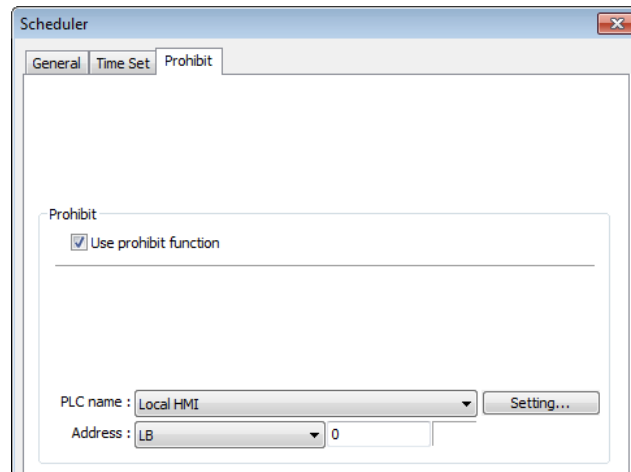 Scheduler
General Time Set Prohibit
Prohibit
Use prohibit function
PLC name : Local HMI Setting...
Address : LB 0